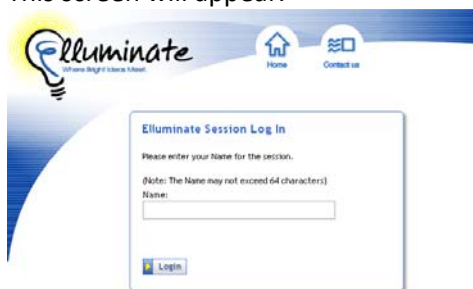 This screen will appear:
elluminate
Where Bright Ideas Meet.
Home
Contact us
Elluminate Session Log In
Please enter your Name for the session.
(Note: The Name may not exceed 64 characters)
Name:
Login